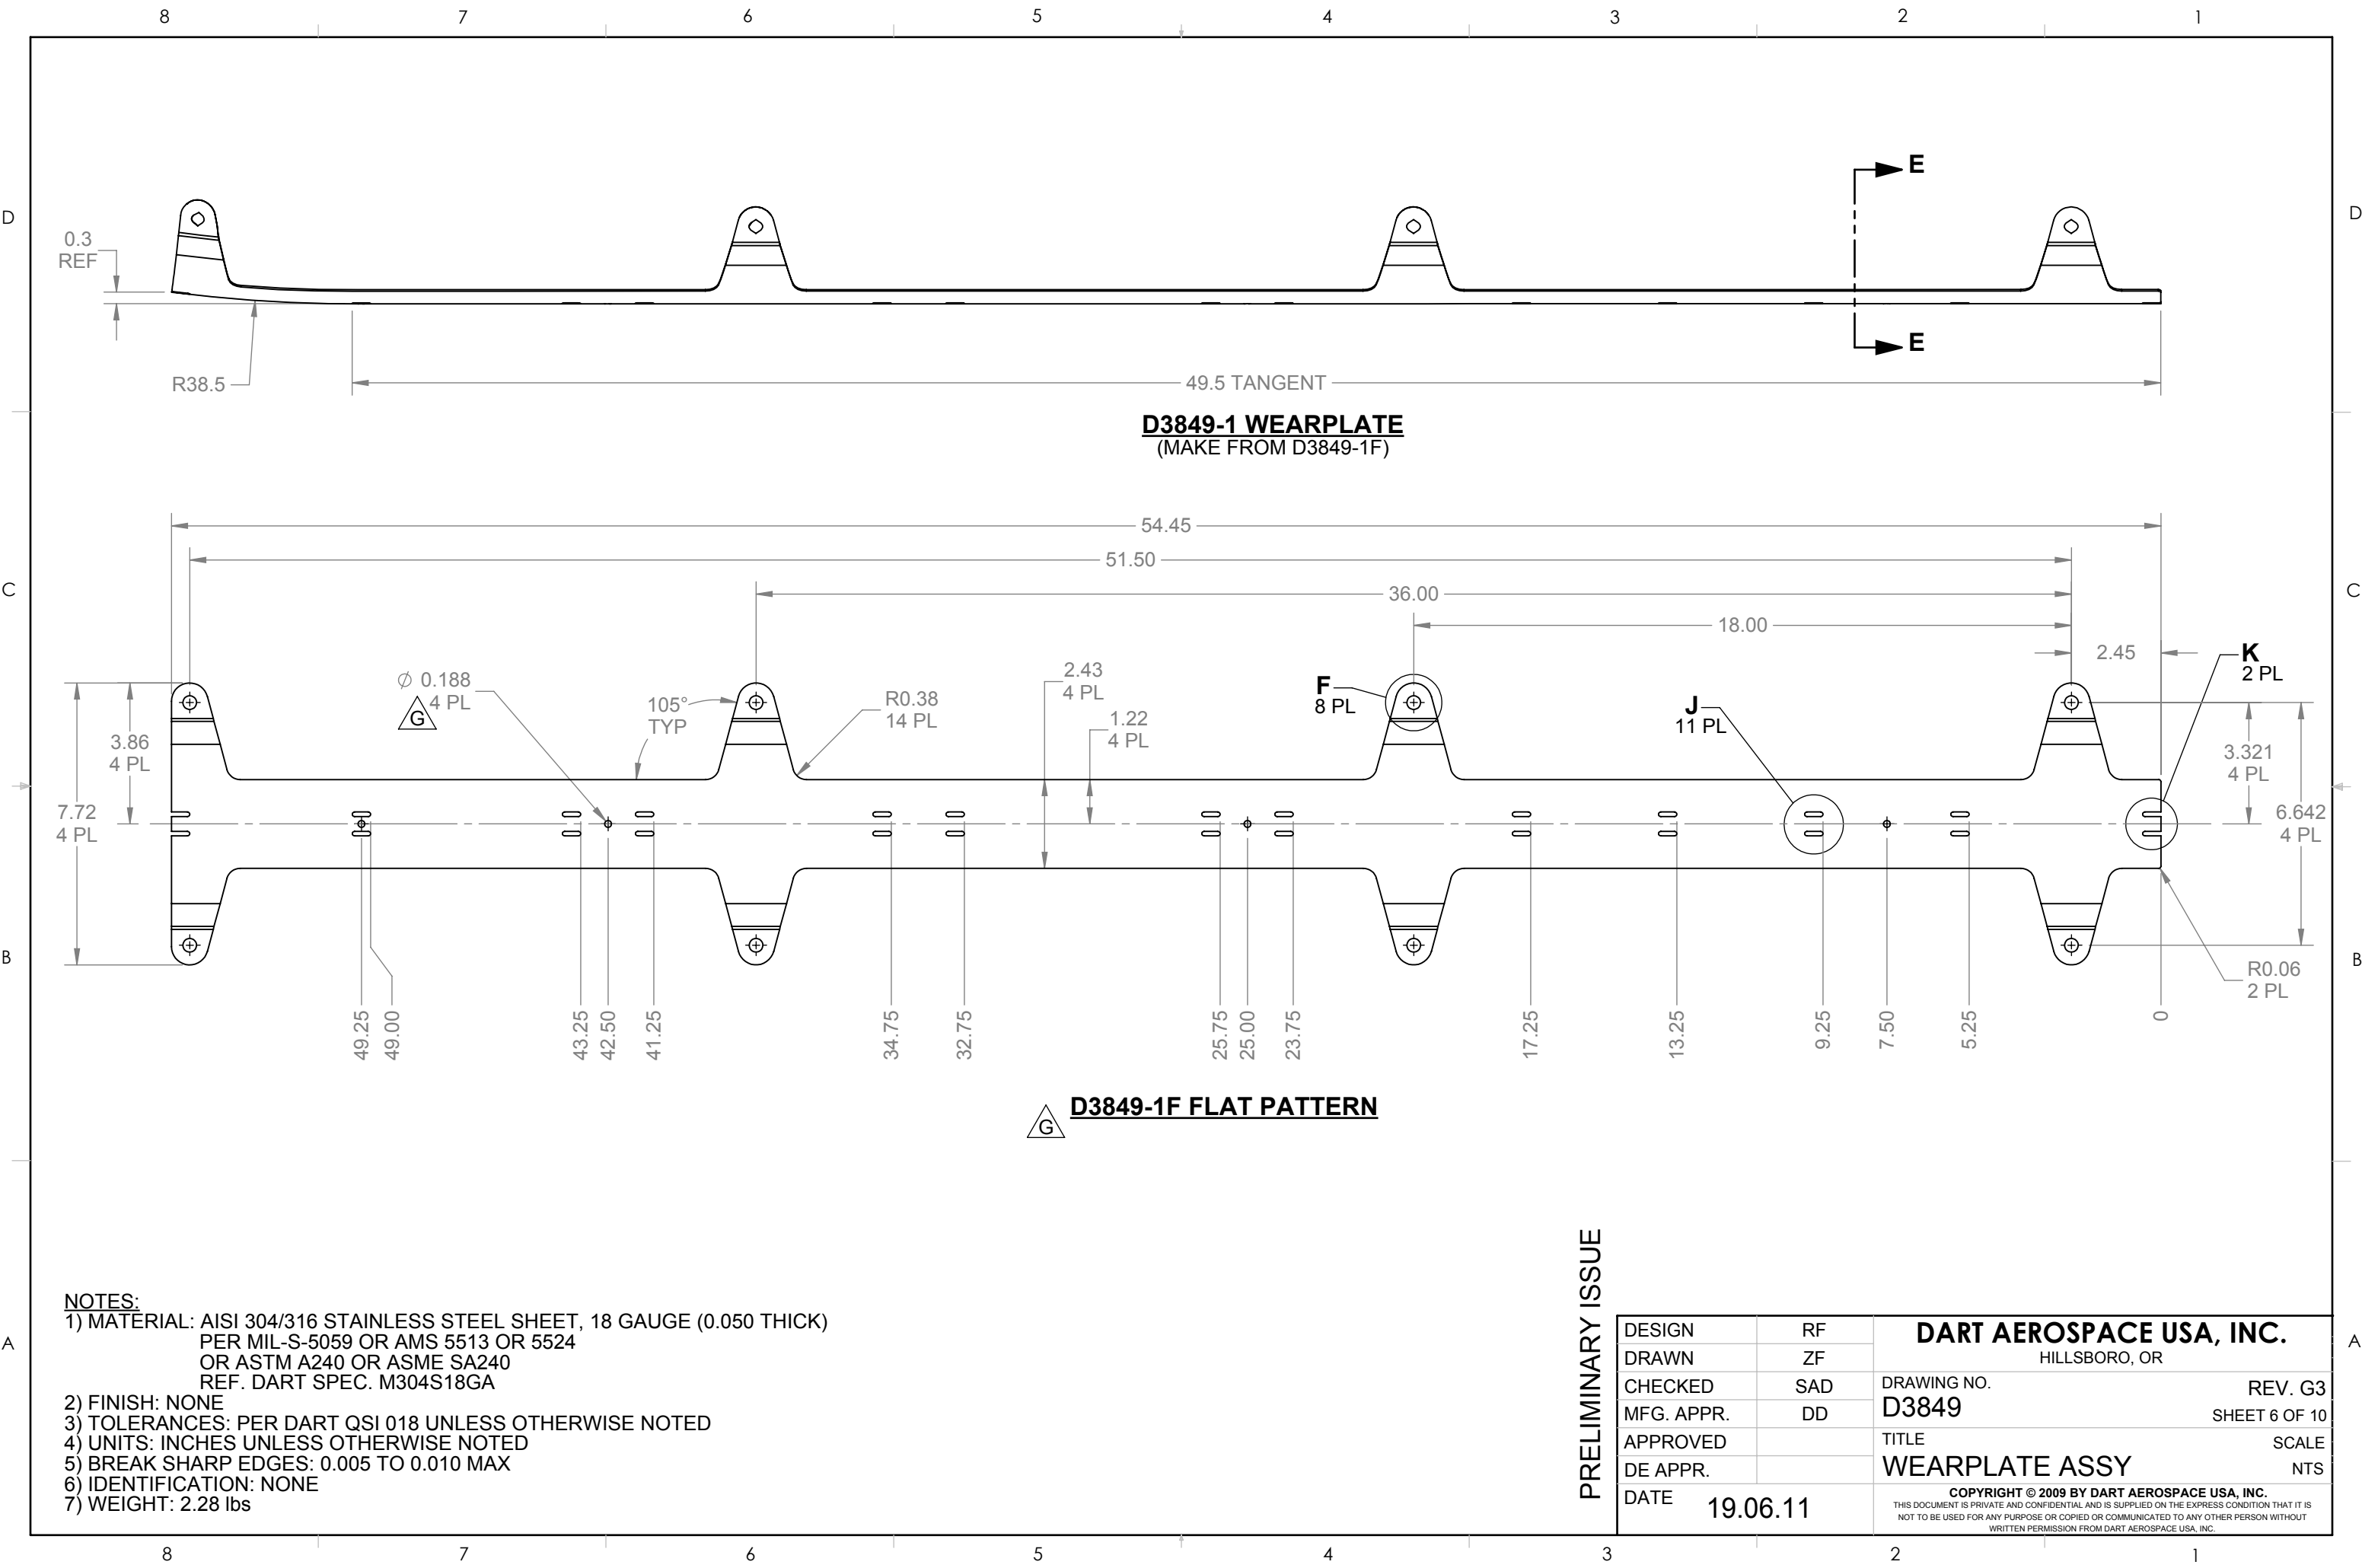 8 7 6 5 4 3 2 1
D
D
E
E
0.3
REF
R38.5
49.5 TANGENT
D3849-1 WEARPLATE
(MAKE FROM D3849-1F)
54.45
51.50
C
C
36.00
18.00
2.45
K
2 PL
Ø 0.188
4 PL
G
105°
TYP
R0.38
14 PL
2.43
4 PL
1.22
4 PL
F
8 PL
J
11 PL
3.86
4 PL
7.72
4 PL
3.321
4 PL
6.642
4 PL
B
B
R0.06
2 PL
49.25
49.00
43.25
42.50
41.25
34.75
32.75
25.75
25.00
23.75
17.25
13.25
9.25
7.50
5.25
0
G
D3849-1F FLAT PATTERN
NOTES:
1) MATERIAL: AISI 304/316 STAINLESS STEEL SHEET, 18 GAUGE (0.050 THICK)
PER MIL-S-5059 OR AMS 5513 OR 5524
OR ASTM A240 OR ASME SA240
REF. DART SPEC. M304S18GA
2) FINISH: NONE
3) TOLERANCES: PER DART QSI 018 UNLESS OTHERWISE NOTED
4) UNITS: INCHES UNLESS OTHERWISE NOTED
5) BREAK SHARP EDGES: 0.005 TO 0.010 MAX
6) IDENTIFICATION: NONE
7) WEIGHT: 2.28 lbs
A
A
PRELIMINARY ISSUE
DESIGN RF
DRAWN ZF
CHECKED SAD
MFG. APPR. DD
APPROVED
DE APPR.
DATE 19.06.11
DART AEROSPACE USA, INC.
HILLSBORO, OR
DRAWING NO. REV. G3
D3849 SHEET 6 OF 10
TITLE SCALE
WEARPLATE ASSY NTS
COPYRIGHT © 2009 BY DART AEROSPACE USA, INC.
THIS DOCUMENT IS PRIVATE AND CONFIDENTIAL AND IS SUPPLIED ON THE EXPRESS CONDITION THAT IT IS
NOT TO BE USED FOR ANY PURPOSE OR COPIED OR COMMUNICATED TO ANY OTHER PERSON WITHOUT
WRITTEN PERMISSION FROM DART AEROSPACE USA, INC.
8 7 6 5 4 3 2 1